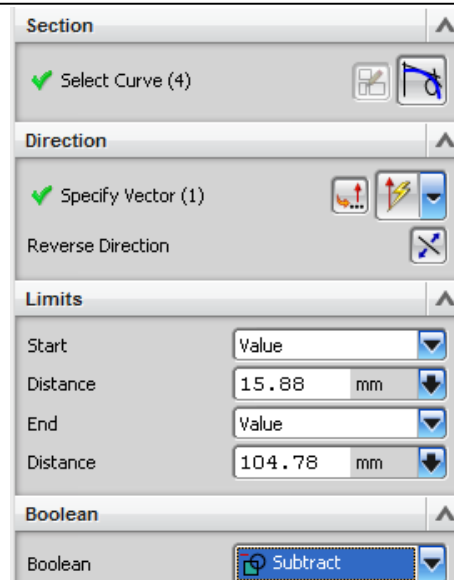 Section
Select Curve (4)
Direction
Specify Vector (1)
Reverse Direction
Limits
Start Value
Distance 15.88 mm
End Value
Distance 104.78 mm
Boolean
Boolean Subtract